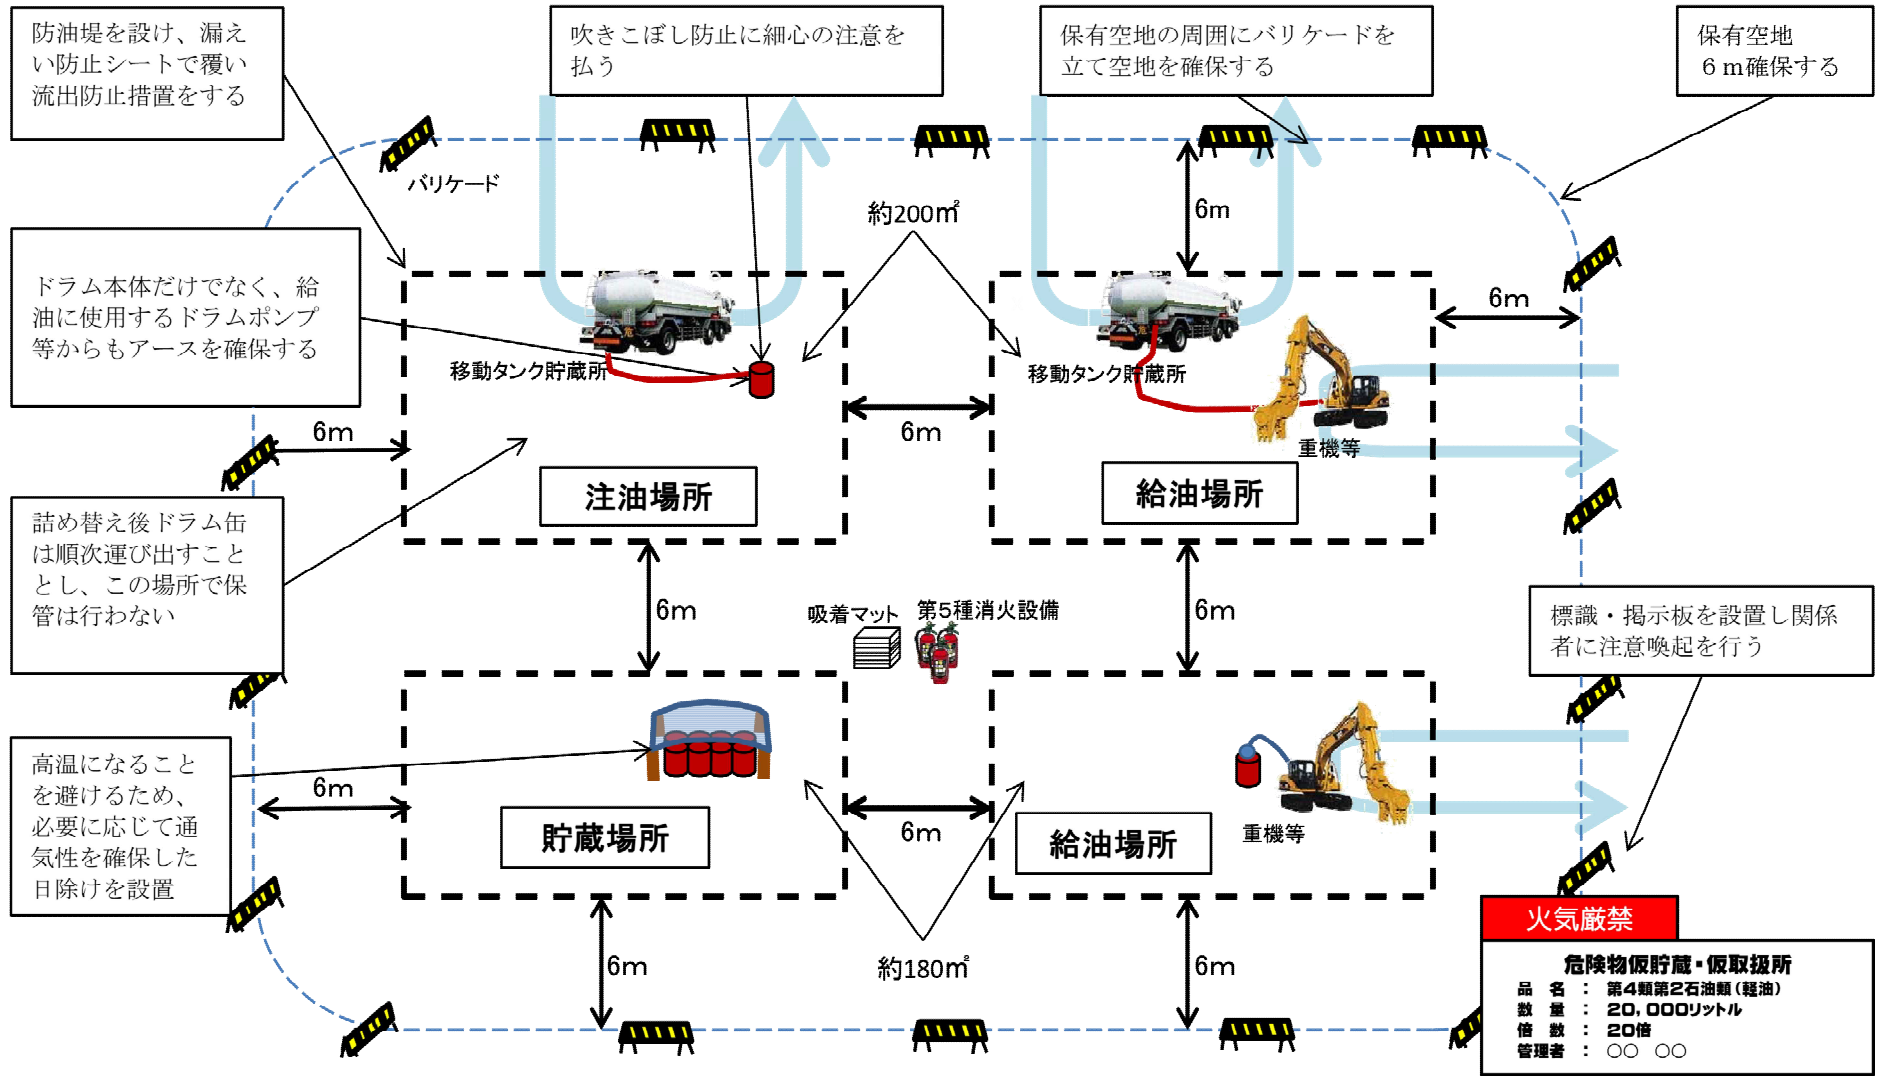 防油堤を設け、漏え
い防止シートで覆い
流出防止措置をする
吹きこぼし防止に細心の注意を
払う
保有空地の周囲にバリケードを
立て空地を確保する
保有空地
６ｍ確保する
バリケード
約200㎡
6m
6m
ドラム本体だけでなく、給
油に使用するドラムポンプ
等からもアースを確保する
危
移動タンク貯蔵所
危
移動タンク貯蔵所
重機等
6m
6m
注油場所
給油場所
詰め替え後ドラム缶
は順次運び出すこと
とし、この場所で保
管は行わない
6m
6m
吸着マット
第5種消火設備
標識・掲示板を設置し関係
者に注意喚起を行う
高温になること
を避けるため、
必要に応じて通
気性を確保した
日除けを設置
6m
6m
貯蔵場所
給油場所
重機等
6m
6m
約180㎡
火気厳禁
危険物仮貯蔵・仮取扱所
品　名　：　第4類第2石油類（軽油）
数　量　：　20，000リットル
倍　数　：　20倍
管理者　：　○○　○○